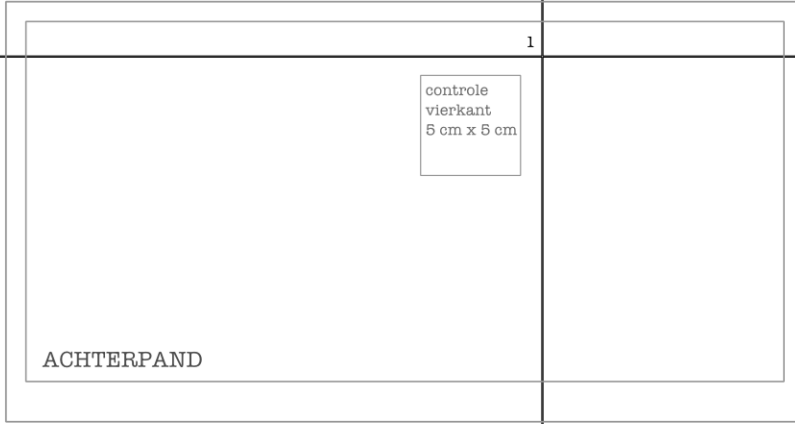 1
controle
vierkant
5 cm x 5 cm
ACHTERPAND